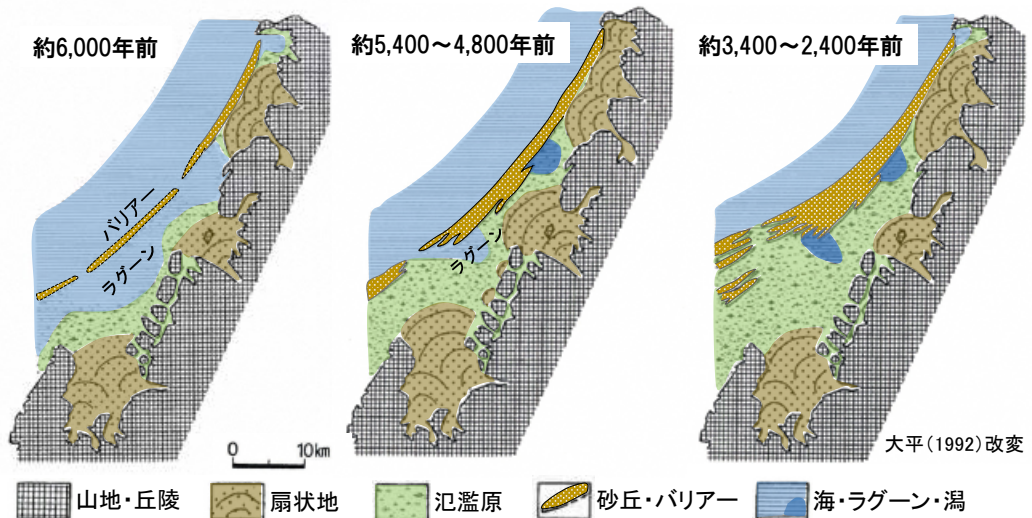 約6,000年前
バリアー
ラグーン
0 10km
約5,400～4,800年前
ラグーン
約3,400～2,400年前
大平(1992)改変
山地・丘陵
扇状地
氾濫原
砂丘・バリアー
海・ラグーン・潟